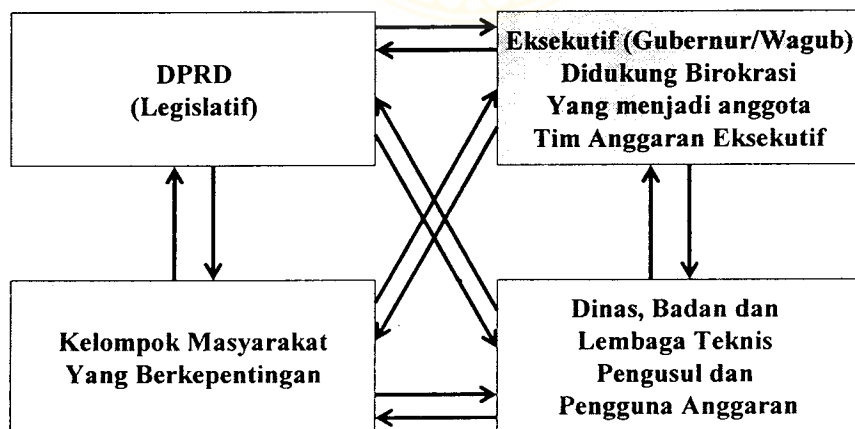 DPRD
(Legislatif)
Eksekutif (Gubernur/Wagub)
Didukung Birokrasi
Yang menjadi anggota
Tim Anggaran Eksekutif
Kelompok Masyarakat
Yang Berkepentingan
Dinas, Badan dan
Lembaga Teknis
Pengusul dan
Pengguna Anggaran